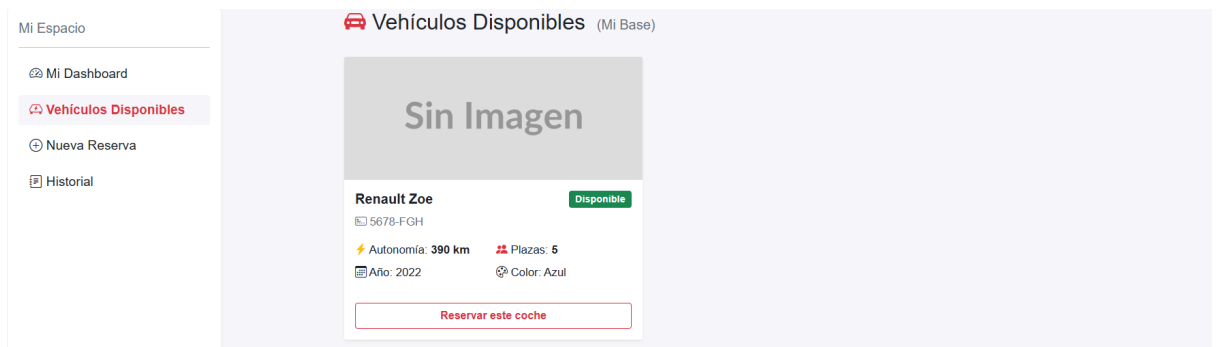 Mi Espacio
Mi Dashboard
Vehículos Disponibles
Nueva Reserva
Historial
Vehículos Disponibles (Mi Base)
Sin Imagen
Renault Zoe Disponible
5678-FGH
Autonomía: 390 km Plazas: 5
Año: 2022 Color: Azul
Reservar este coche